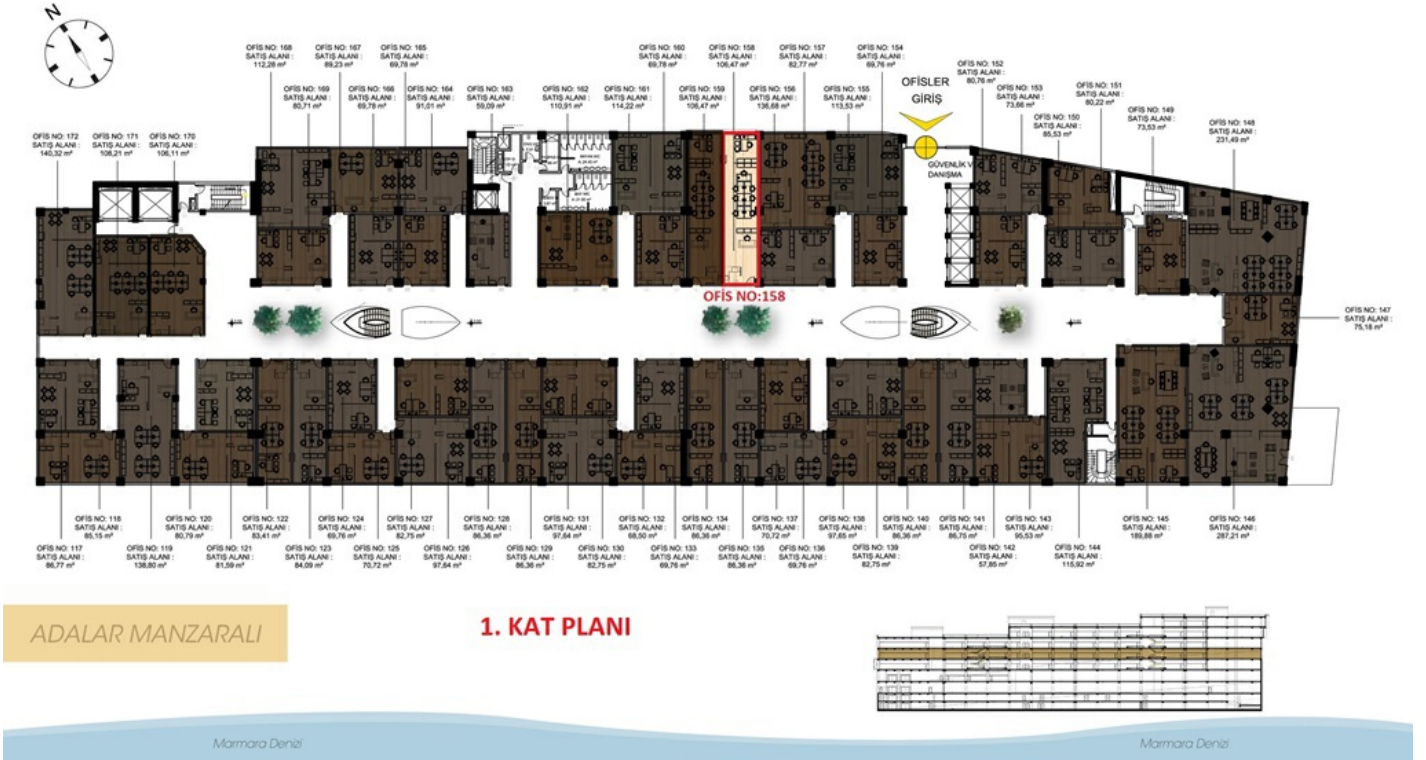 N
OFİS NO: 168
SATIŞ ALANI :
112,28 m²
OFİS NO: 167
SATIŞ ALANI :
89,23 m²
OFİS NO: 165
SATIŞ ALANI :
69,78 m²
OFİS NO: 160
SATIŞ ALANI :
69,78 m²
OFİS NO: 158
SATIŞ ALANI :
106,47 m²
OFİS NO: 157
SATIŞ ALANI :
82,77 m²
OFİS NO: 154
SATIŞ ALANI :
69,76 m²
OFİS NO: 152
SATIŞ ALANI :
80,76 m²
OFİSLER
GİRİŞ
OFİS NO: 169
SATIŞ ALANI :
80,71 m²
OFİS NO: 166
SATIŞ ALANI :
69,78 m²
OFİS NO: 164
SATIŞ ALANI :
91,01 m²
OFİS NO: 163
SATIŞ ALANI :
59,09 m²
OFİS NO: 162
SATIŞ ALANI :
110,91 m²
OFİS NO: 161
SATIŞ ALANI :
114,22 m²
OFİS NO: 159
SATIŞ ALANI :
106,47 m²
OFİS NO: 156
SATIŞ ALANI :
136,68 m²
OFİS NO: 155
SATIŞ ALANI :
113,53 m²
OFİS NO: 153
SATIŞ ALANI :
73,66 m²
OFİS NO: 151
SATIŞ ALANI :
80,22 m²
OFİS NO: 150
SATIŞ ALANI :
85,53 m²
OFİS NO: 149
SATIŞ ALANI :
73,53 m²
OFİS NO: 148
SATIŞ ALANI :
231,49 m²
OFİS NO: 172
SATIŞ ALANI :
140,32 m²
OFİS NO: 171
SATIŞ ALANI :
108,21 m²
OFİS NO: 170
SATIŞ ALANI :
106,11 m²
GÜVENLİK V
DANIŞMA
OFİS NO:158
OFİS NO: 147
SATIŞ ALANI :
75,18 m²
OFİS NO: 118
SATIŞ ALANI :
85,15 m²
OFİS NO: 120
SATIŞ ALANI :
80,79 m²
OFİS NO: 122
SATIŞ ALANI :
83,41 m²
OFİS NO: 124
SATIŞ ALANI :
69,76 m²
OFİS NO: 127
SATIŞ ALANI :
82,75 m²
OFİS NO: 128
SATIŞ ALANI :
86,36 m²
OFİS NO: 131
SATIŞ ALANI :
97,64 m²
OFİS NO: 132
SATIŞ ALANI :
68,50 m²
OFİS NO: 134
SATIŞ ALANI :
86,36 m²
OFİS NO: 137
SATIŞ ALANI :
70,72 m²
OFİS NO: 138
SATIŞ ALANI :
97,65 m²
OFİS NO: 140
SATIŞ ALANI :
86,36 m²
OFİS NO: 141
SATIŞ ALANI :
86,75 m²
OFİS NO: 143
SATIŞ ALANI :
95,53 m²
OFİS NO: 145
SATIŞ ALANI :
189,88 m²
OFİS NO: 146
SATIŞ ALANI :
287,21 m²
OFİS NO: 117
SATIŞ ALANI :
86,77 m²
OFİS NO: 119
SATIŞ ALANI :
138,80 m²
OFİS NO: 121
SATIŞ ALANI :
81,59 m²
OFİS NO: 123
SATIŞ ALANI :
84,09 m²
OFİS NO: 125
SATIŞ ALANI :
70,72 m²
OFİS NO: 126
SATIŞ ALANI :
97,64 m²
OFİS NO: 129
SATIŞ ALANI :
86,36 m²
OFİS NO: 130
SATIŞ ALANI :
82,75 m²
OFİS NO: 133
SATIŞ ALANI :
69,76 m²
OFİS NO: 135
SATIŞ ALANI :
86,36 m²
OFİS NO: 136
SATIŞ ALANI :
69,76 m²
OFİS NO: 139
SATIŞ ALANI :
82,75 m²
OFİS NO: 142
SATIŞ ALANI :
57,85 m²
OFİS NO: 144
SATIŞ ALANI :
115,92 m²
ADALAR MANZARALI
1. KAT PLANI
Marmara Denizi
Marmara Denizi